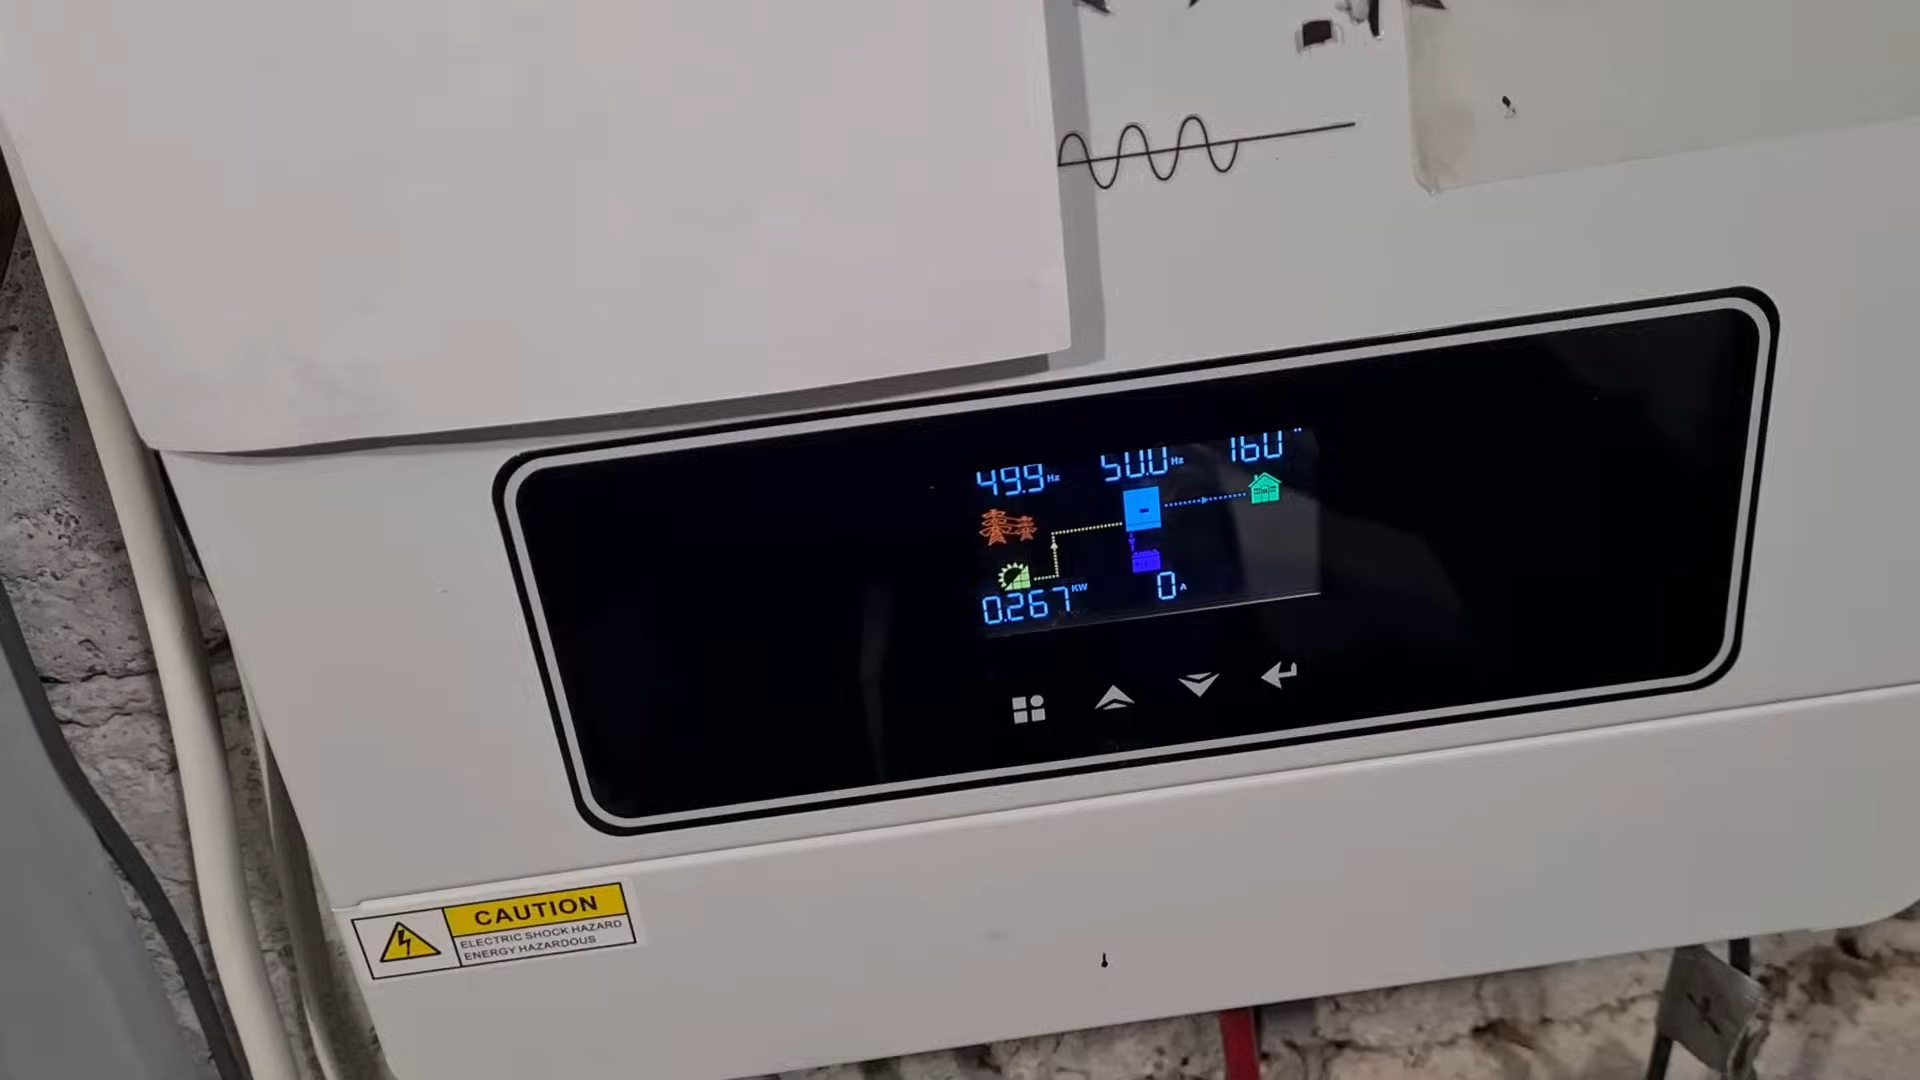 49.9 Hz 50.0 Hz 160
0.267 KW 0 A
CAUTION
ELECTRIC SHOCK HAZARD
ENERGY HAZARDOUS